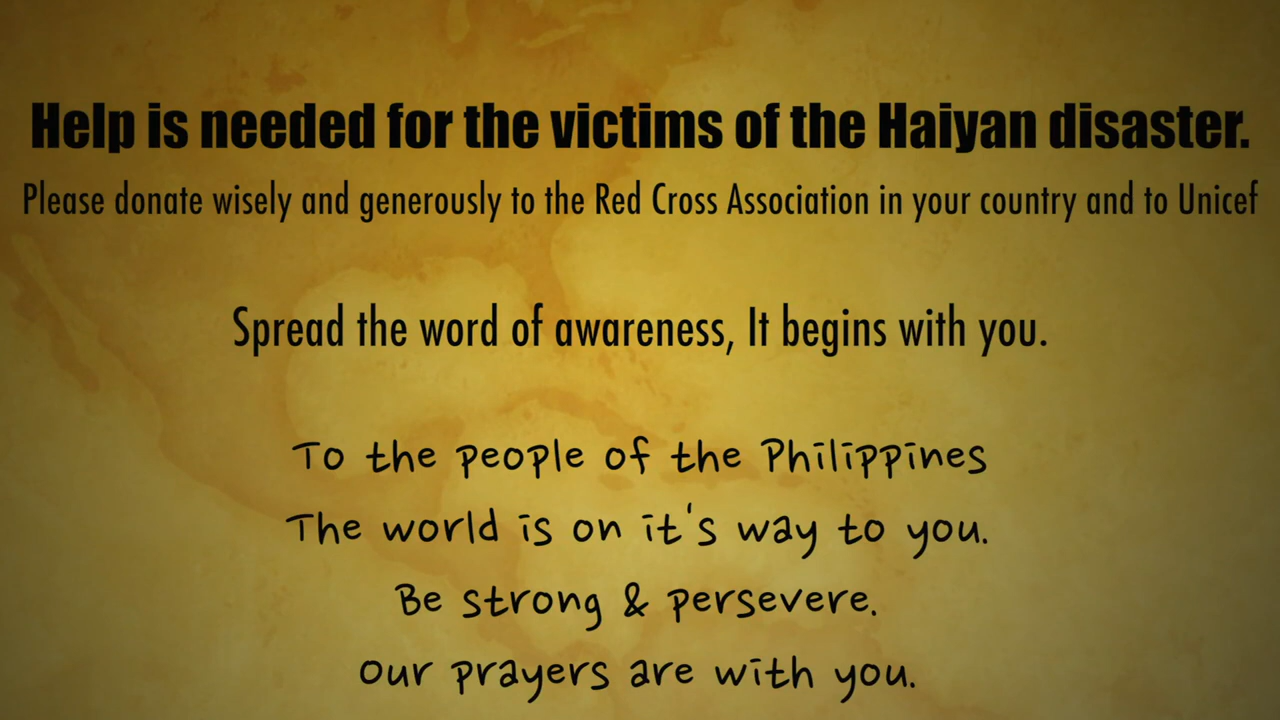 Help is needed for the victims of the Haiyan disaster.
Please donate wisely and generously to the Red Cross Association in your country and to Unicef
Spread the word of awareness, It begins with you.
To the people of the Philippines
The world is on it's way to you.
Be strong & persevere.
Our prayers are with you.